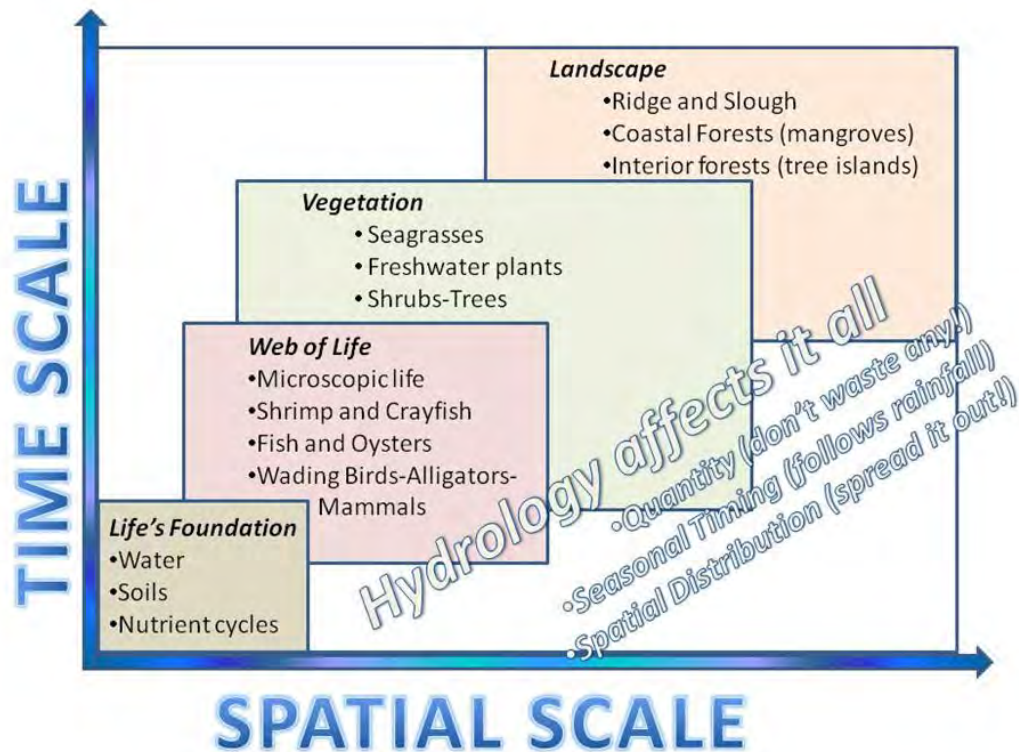 TIME SCALE
Landscape
•Ridge and Slough
•Coastal Forests (mangroves)
•Interior forests (tree islands)
Vegetation
• Seagrasses
• Freshwater plants
• Shrubs-Trees
Web of Life
•Microscopic life
•Shrimp and Crayfish
•Fish and Oysters
•Wading Birds-Alligators-
Mammals
Life's Foundation
•Water
•Soils
•Nutrient cycles
Hydrology affects it all
•Quantity (don't waste any!)
•Seasonal Timing (follows rainfall)
•Spatial Distribution (spread it out!)
SPATIAL SCALE